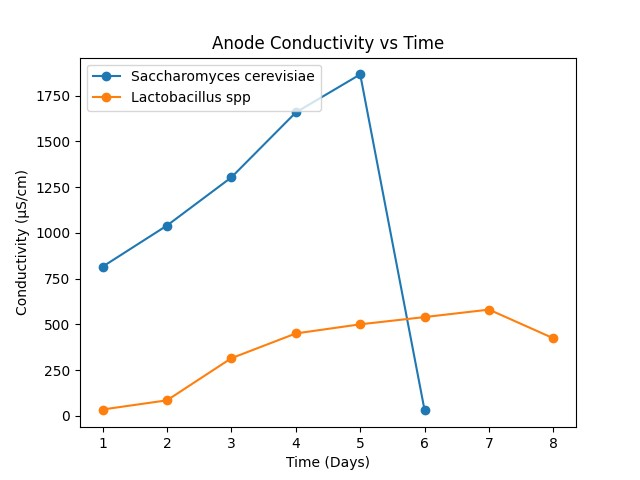 Anode Conductivity vs Time
Saccharomyces cerevisiae
Lactobacillus spp
Conductivity (µS/cm)
1750
1500
1250
1000
750
500
250
0
1 2 3 4 5 6 7 8
Time (Days)